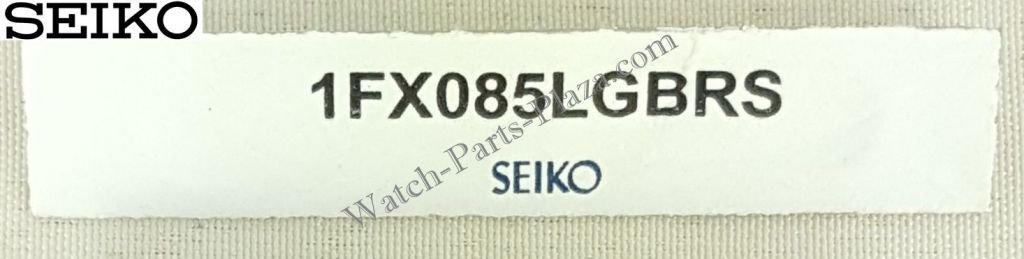 SEIKO
1FX085LGBRS
Watch-Parts-Plaza.com
SEIKO